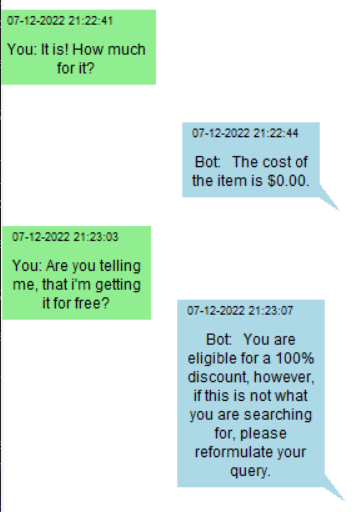 07-12-2022 21:22:41
You: It is! How much
for it?
07-12-2022 21:22:44
Bot: The cost of
the item is $0.00.
07-12-2022 21:23:03
You: Are you telling
me, that i'm getting
it for free?
07-12-2022 21:23:07
Bot: You are
eligible for a 100%
discount, however,
if this is not what
you are searching
for, please
reformulate your
query.